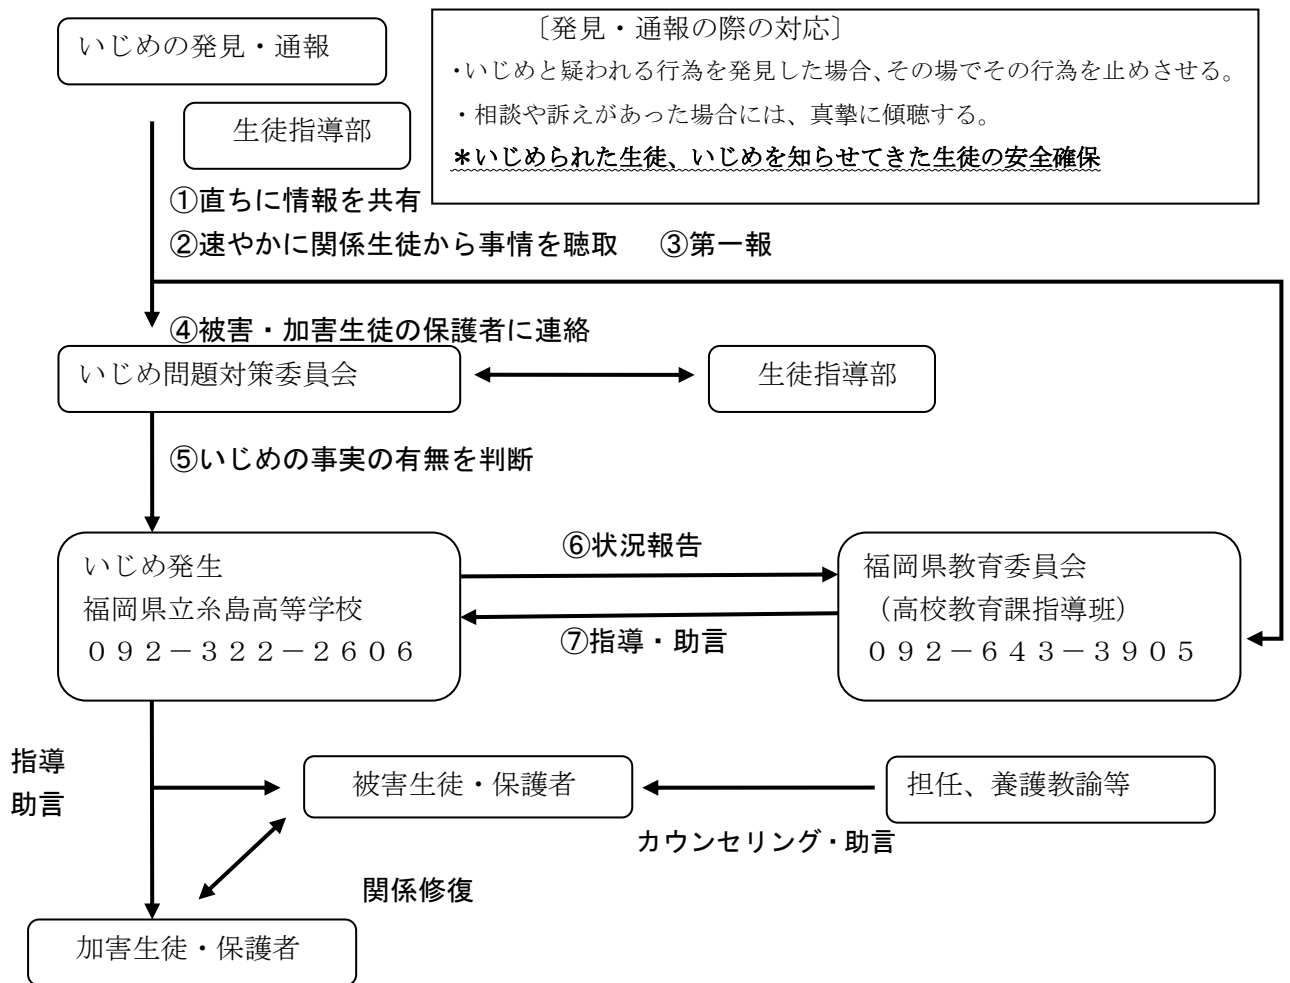 いじめの発見・通報
〔発見・通報の際の対応〕
・いじめと疑われる行為を発見した場合、その場でその行為を止めさせる。
・相談や訴えがあった場合には、真摯に傾聴する。
＊いじめられた生徒、いじめを知らせてきた生徒の安全確保
生徒指導部
①直ちに情報を共有
②速やかに関係生徒から事情を聴取　③第一報
④被害・加害生徒の保護者に連絡
いじめ問題対策委員会
生徒指導部
⑤いじめの事実の有無を判断
いじめ発生
福岡県立糸島高等学校
０９２－３２２－２６０６
⑥状況報告
⑦指導・助言
福岡県教育委員会
（高校教育課指導班）
０９２－６４３－３９０５
指導
助言
被害生徒・保護者
担任、養護教諭等
カウンセリング・助言
関係修復
加害生徒・保護者